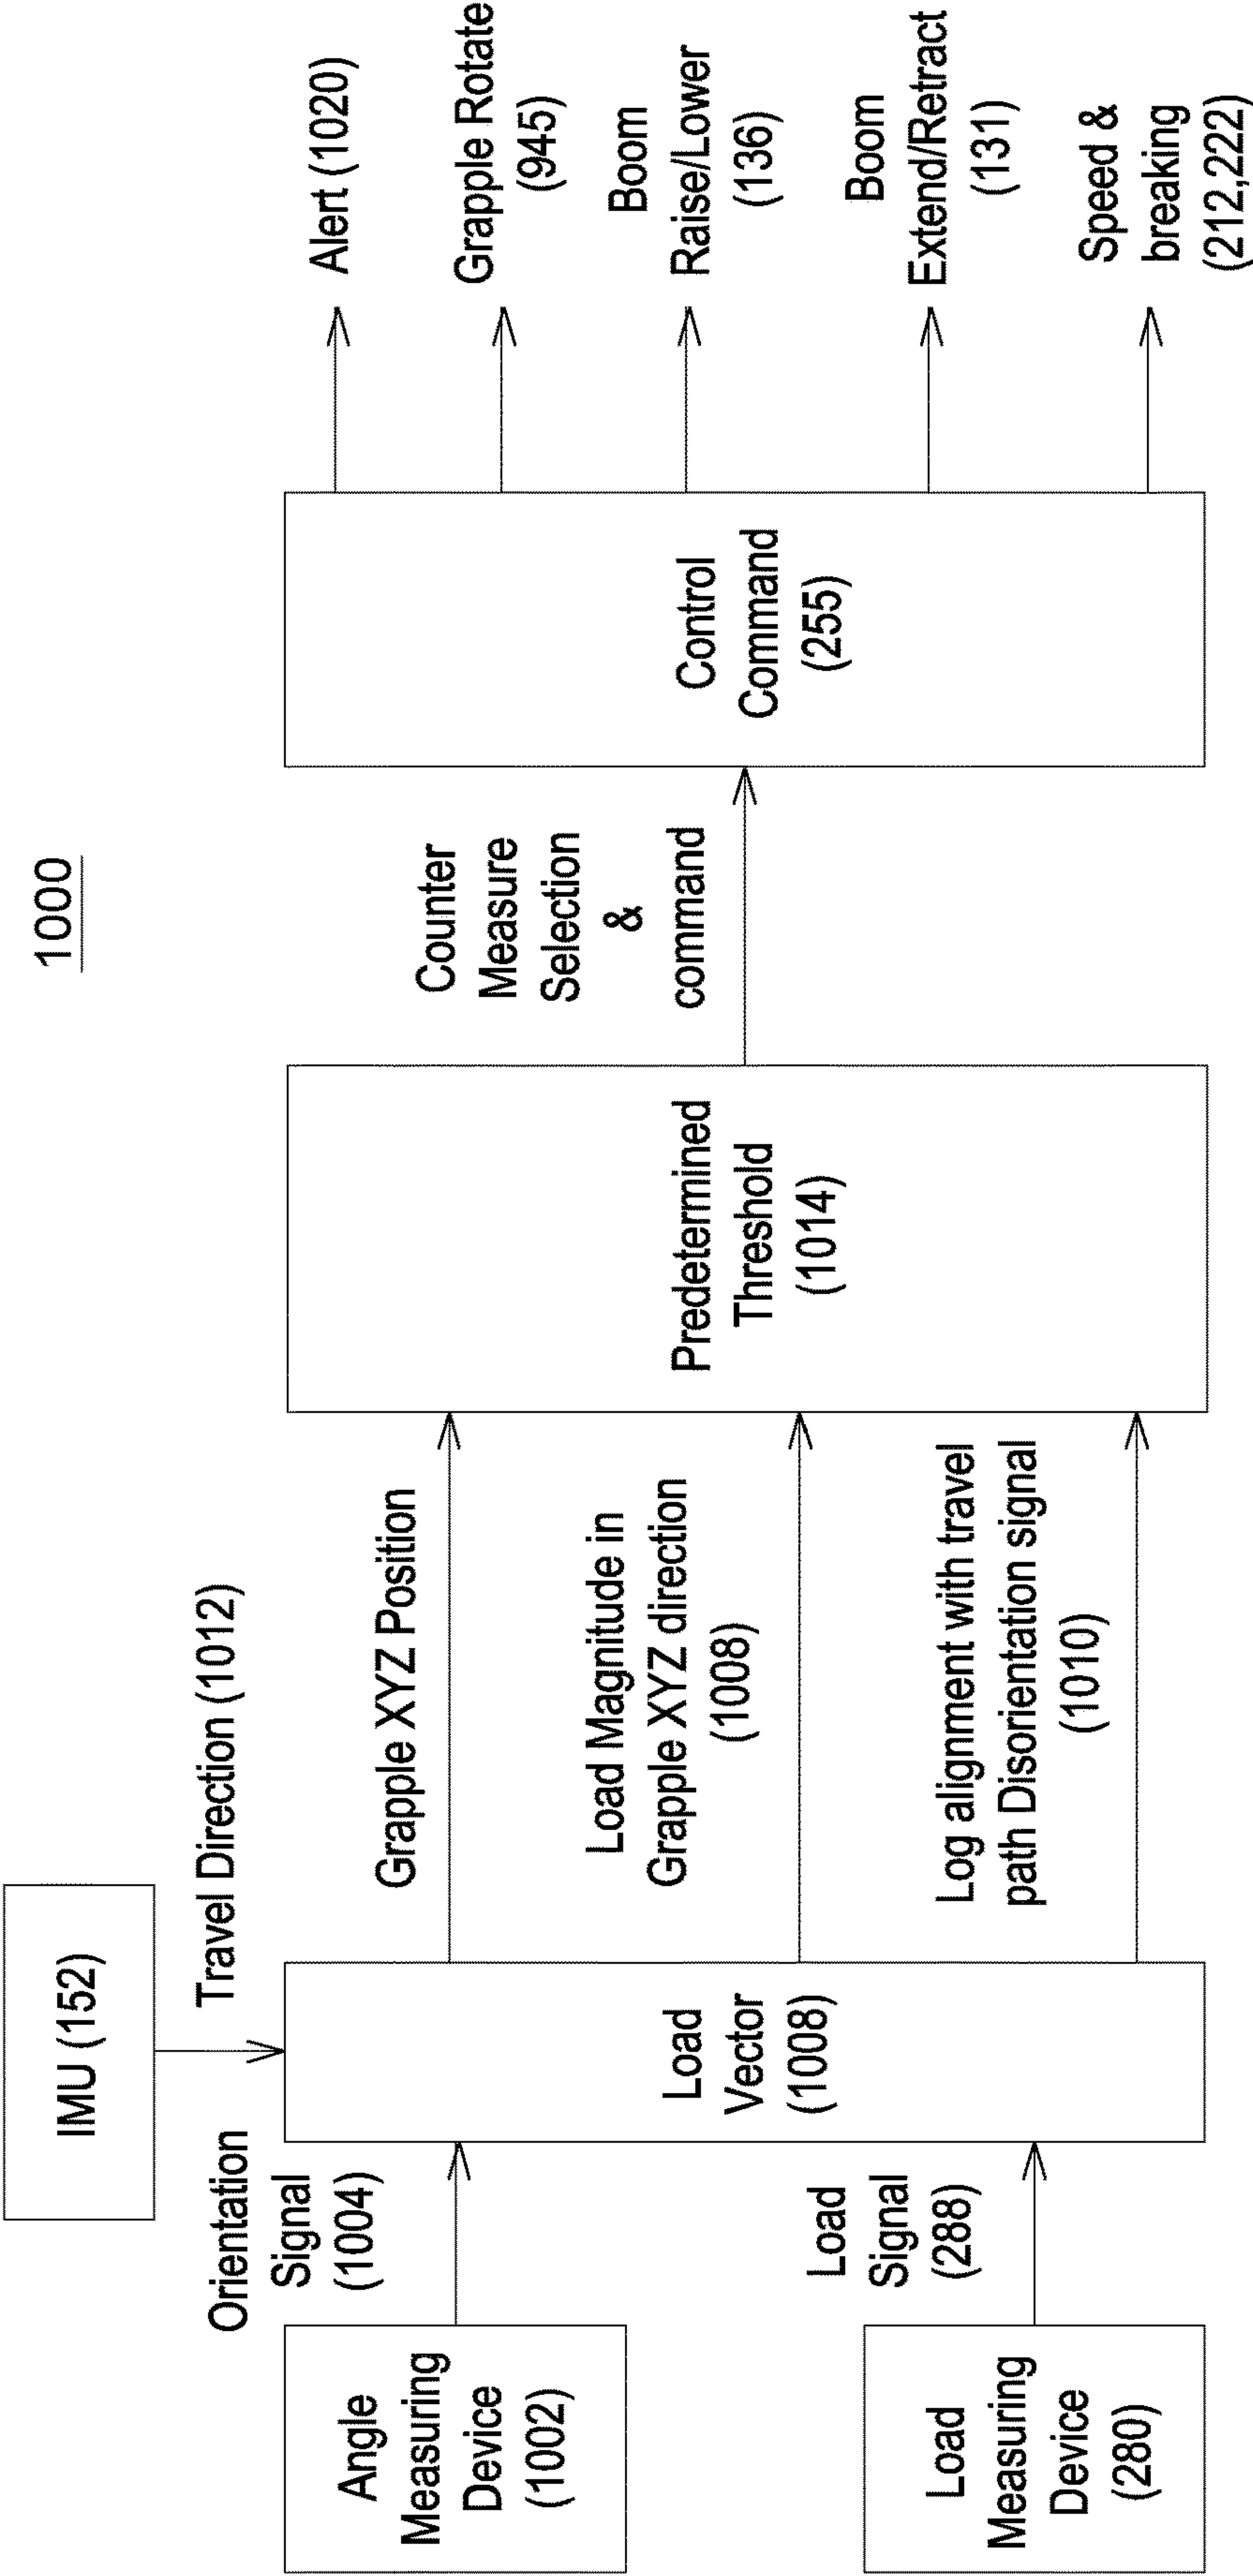 1000
IMU (152)
Travel Direction (1012)
Orientation
Signal
(1004)
Angle
Measuring
Device
(1002)
Load
Signal
(288)
Load
Measuring
Device
(280)
Load
Vector
(1008)
Grapple XYZ Position
Load Magnitude in
Grapple XYZ direction
(1008)
Log alignment with travel
path Disorientation signal
(1010)
Predetermined
Threshold
(1014)
Counter
Measure
Selection
&
command
Control
Command
(255)
Alert (1020)
Grapple Rotate
(945)
Boom
Raise/Lower
(136)
Boom
Extend/Retract
(131)
Speed &
breaking
(212,222)